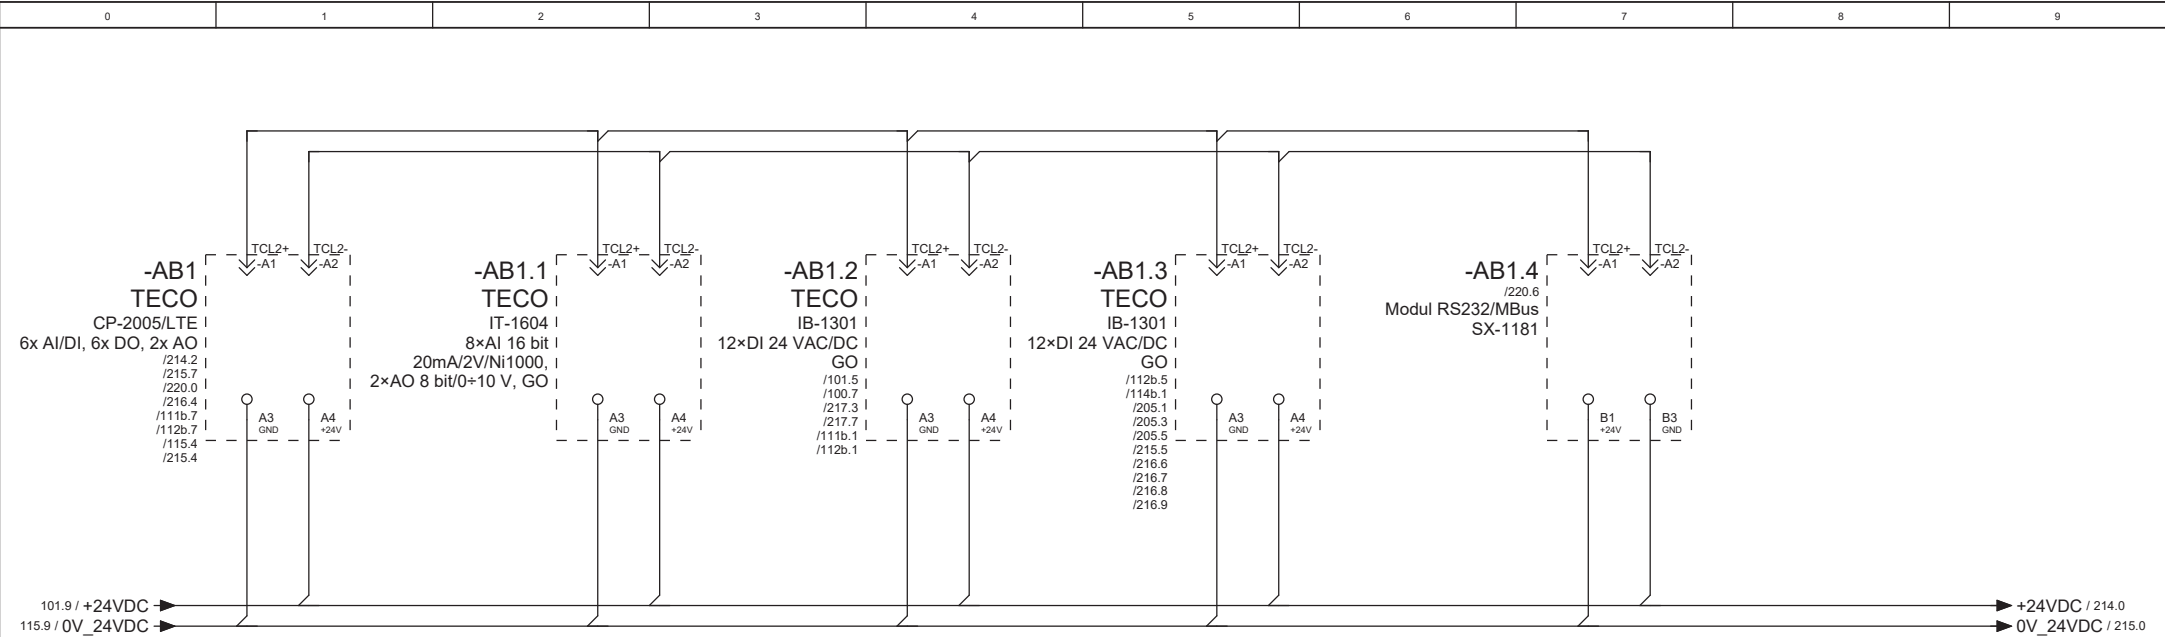 0 1 2 3 4 5 6 7 8 9
TCL2+ TCL2-
-A1 -A2
-AB1
TECO
CP-2005/LTE
6x AI/DI, 6x DO, 2x AO
/214.2
/215.7
/220.0
/216.4
/111b.7
/112b.7
/115.4
/215.4
A3 A4
GND +24V
TCL2+ TCL2-
-A1 -A2
-AB1.1
TECO
IT-1604
8×AI 16 bit
20mA/2V/Ni1000,
2×AO 8 bit/0÷10 V, GO
A3 A4
GND +24V
TCL2+ TCL2-
-A1 -A2
-AB1.2
TECO
IB-1301
12×DI 24 VAC/DC
GO
/101.5
/100.7
/217.3
/217.7
/111b.1
/112b.1
A3 A4
GND +24V
TCL2+ TCL2-
-A1 -A2
-AB1.3
TECO
IB-1301
12×DI 24 VAC/DC
GO
/112b.5
/114b.1
/205.1
/205.3
/205.5
/215.5
/216.6
/216.7
/216.8
/216.9
A3 A4
GND +24V
TCL2+ TCL2-
-A1 -A2
-AB1.4
/220.6
Modul RS232/MBus
SX-1181
B1 B3
+24V GND
101.9 / +24VDC
115.9 / 0V_24VDC
+24VDC / 214.0
0V_24VDC / 215.0